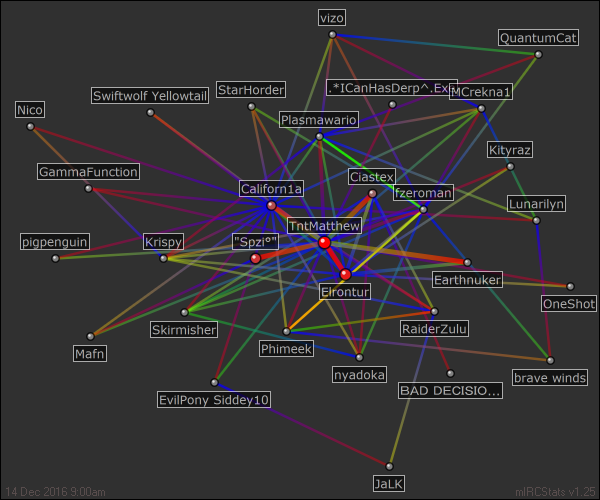 vizo
QuantumCat
StarHorder
.*ICanHasDerp^.Ex
MCrekna1
Swiftwolf Yellowtail
Nico
Plasmawario
Kityraz
GammaFunction
Ciastex
Californ1a
fzeroman
Lunarilyn
TntMatthew
pigpenguin
Krispy
"Spzi°"
Earthnuker
Elrontur
OneShot
Skirmisher
RaiderZulu
Mafn
Phimeek
nyadoka
brave winds
BAD DECISIO...
EvilPony Siddey10
JaLK
14 Dec 2016 9:00am
mIRCStats v1.25